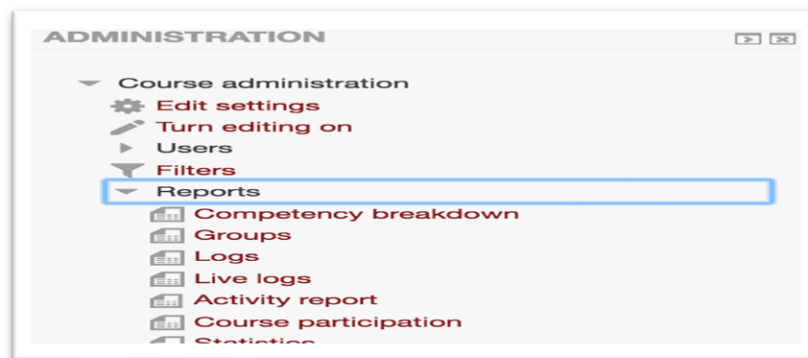 ADMINISTRATION
Course administration
Edit settings
Turn editing on
Users
Filters
Reports
Competency breakdown
Groups
Logs
Live logs
Activity report
Course participation
Statistics